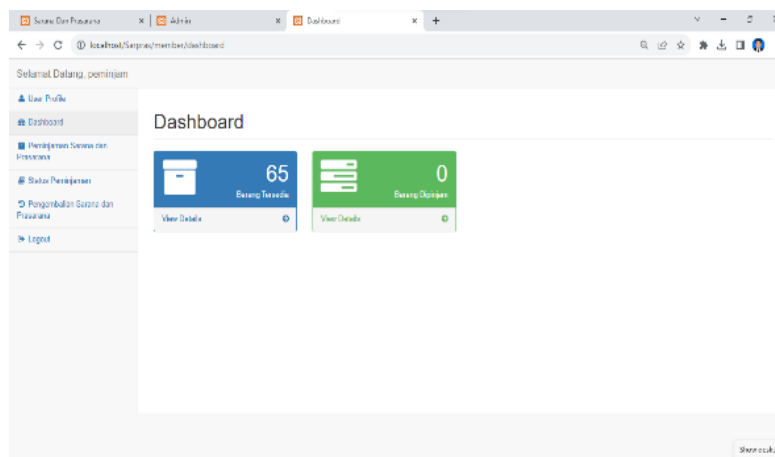 Sarana Dan Prasarana
Admin
Dashboard
localhost/Sarpras/member/dashboard
Selamat Datang, peminjam
User Profile
Dashboard
Peminjaman Sarana dan
Prasarana
Status Peminjaman
Pengembalian Sarana dan
Prasarana
Logout
Dashboard
65
Barang Tersedia
View Details
0
Barang Dipinjam
View Details